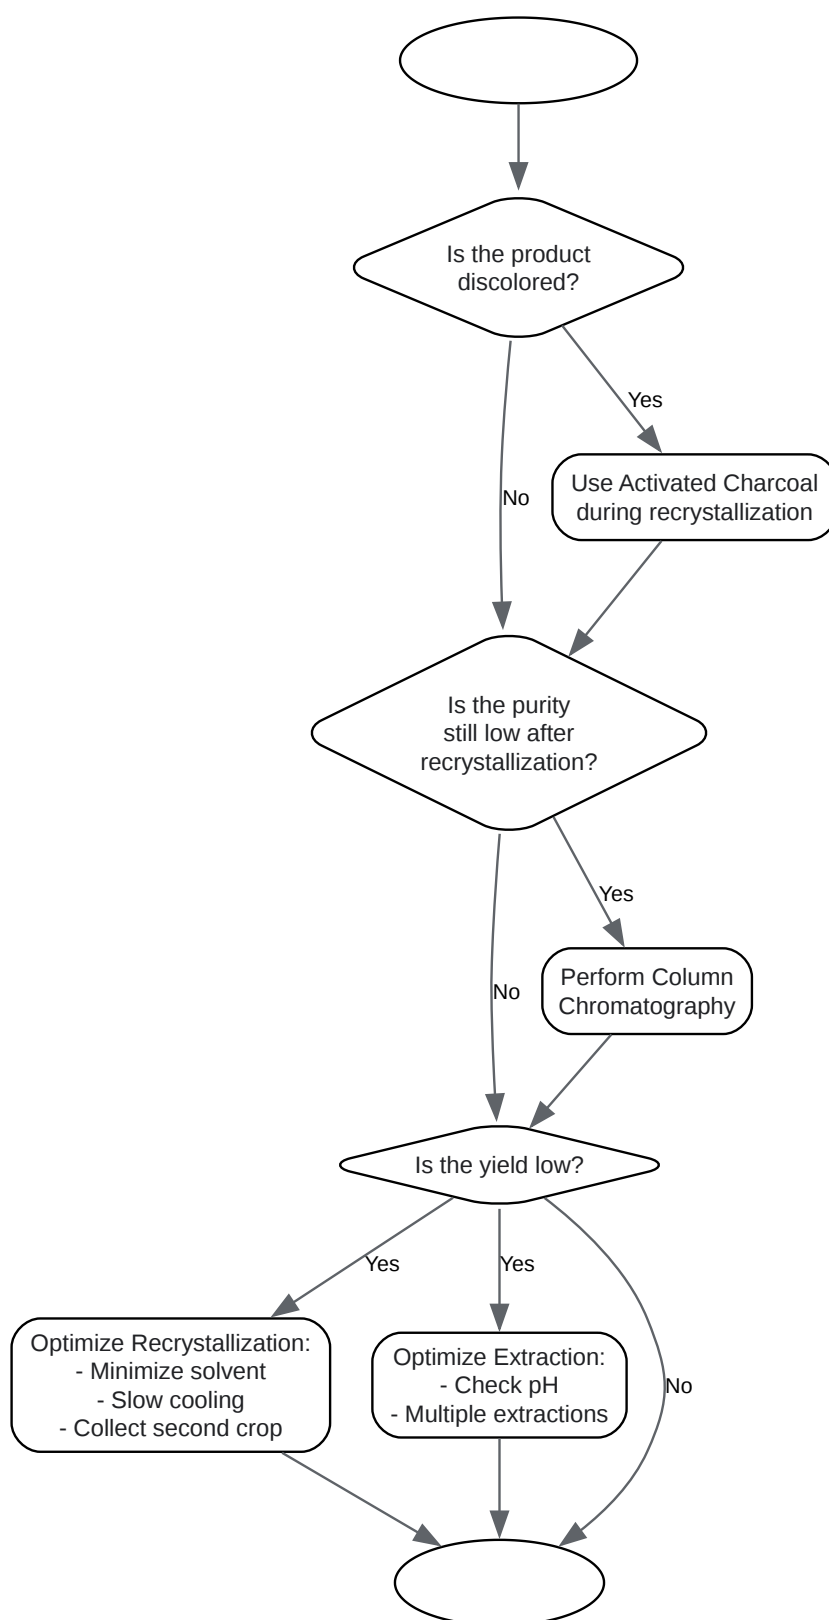 Is the product
discolored?
Yes
Use Activated Charcoal
during recrystallization
No
Is the purity
still low after
recrystallization?
Yes
Perform Column
Chromatography
No
Is the yield low?
Yes
Yes
Optimize Recrystallization:
- Minimize solvent
- Slow cooling
- Collect second crop
Optimize Extraction:
- Check pH
- Multiple extractions
No